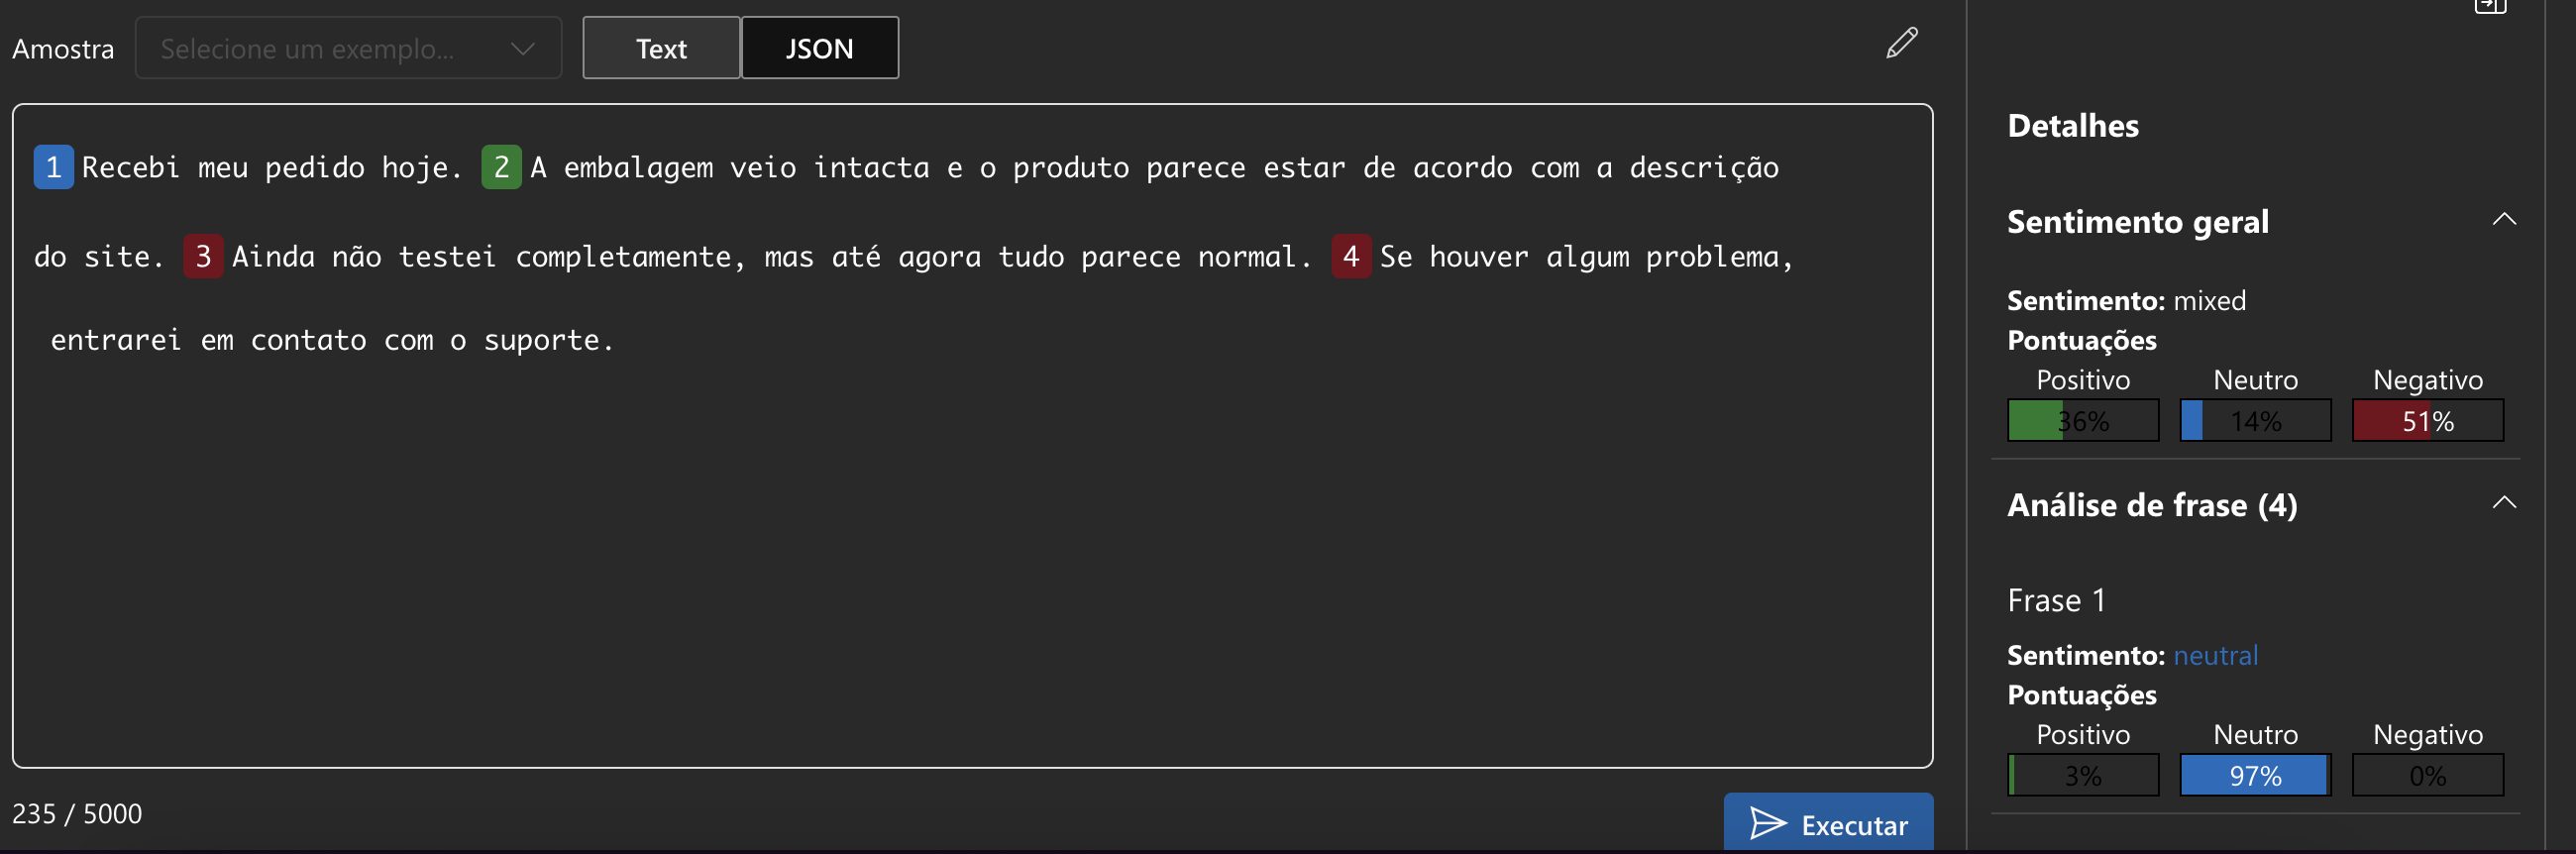 Amostra Selecione um exemplo... Text JSON
1 Recebi meu pedido hoje. 2 A embalagem veio intacta e o produto parece estar de acordo com a descrição
do site. 3 Ainda não testei completamente, mas até agora tudo parece normal. 4 Se houver algum problema,
entrarei em contato com o suporte.
235 / 5000
Executar
Detalhes
Sentimento geral
Sentimento: mixed
Pontuações
Positivo Neutro Negativo
36% 14% 51%
Análise de frase (4)
Frase 1
Sentimento: neutral
Pontuações
Positivo Neutro Negativo
3% 97% 0%